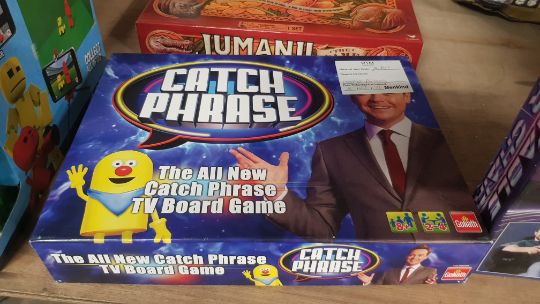 JUMANJI
CATCH
PHRASE
The All New
Catch Phrase
TV Board Game
8+
2-4
Goliath
The All New Catch Phrase
TV Board Game
CATCH
PHRASE
Goliath